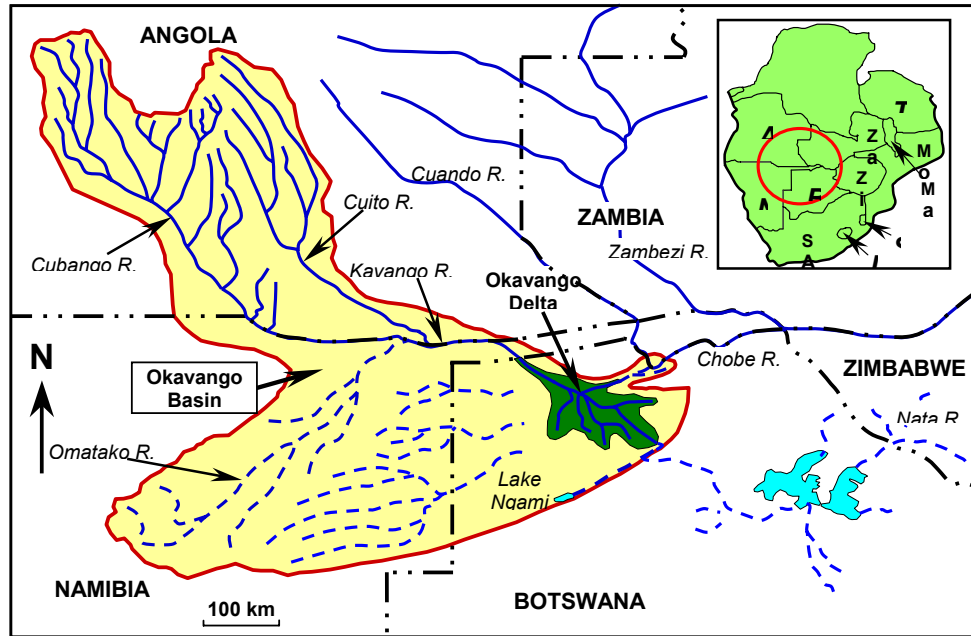 ANGOLA
Cuando R.
Cuito R.
ZAMBIA
Cubango R.
Kavango R.
Zambezi R.
Okavango
Delta
N
Okavango
Basin
Chobe R.
ZIMBABWE
Nata R
Omatako R.
Lake
Ngami
NAMIBIA
100 km
BOTSWANA
Z
a
M
o
Z
i
M
a
S
A